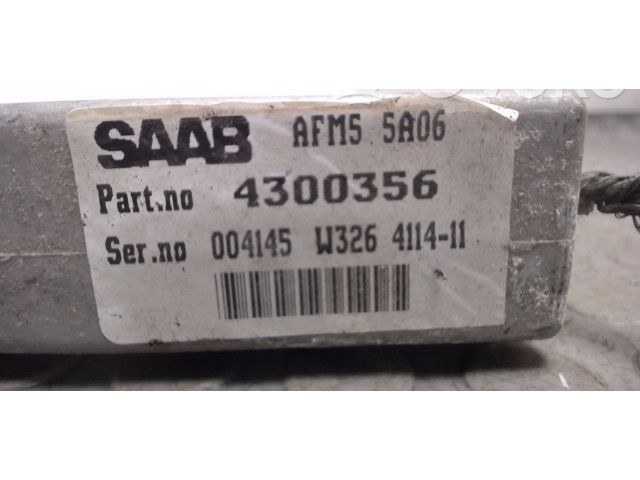 SAAB AFM5 5A06
Part.no 4300356
Ser.no 004145 W326 4114-11